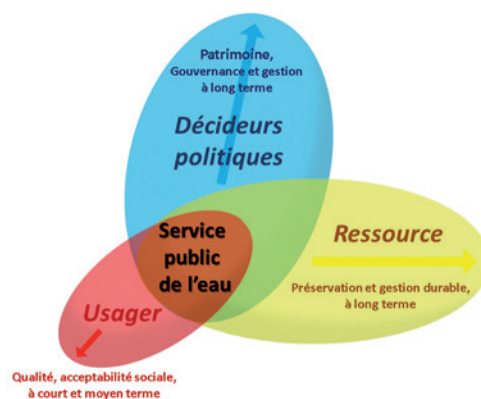 Patrimoine,
Gouvernance et gestion
à long terme
Décideurs
politiques
Service
public
de l'eau
Ressource
Préservation et gestion durable,
à long terme
Usager
Qualité, acceptabilité sociale,
à court et moyen terme